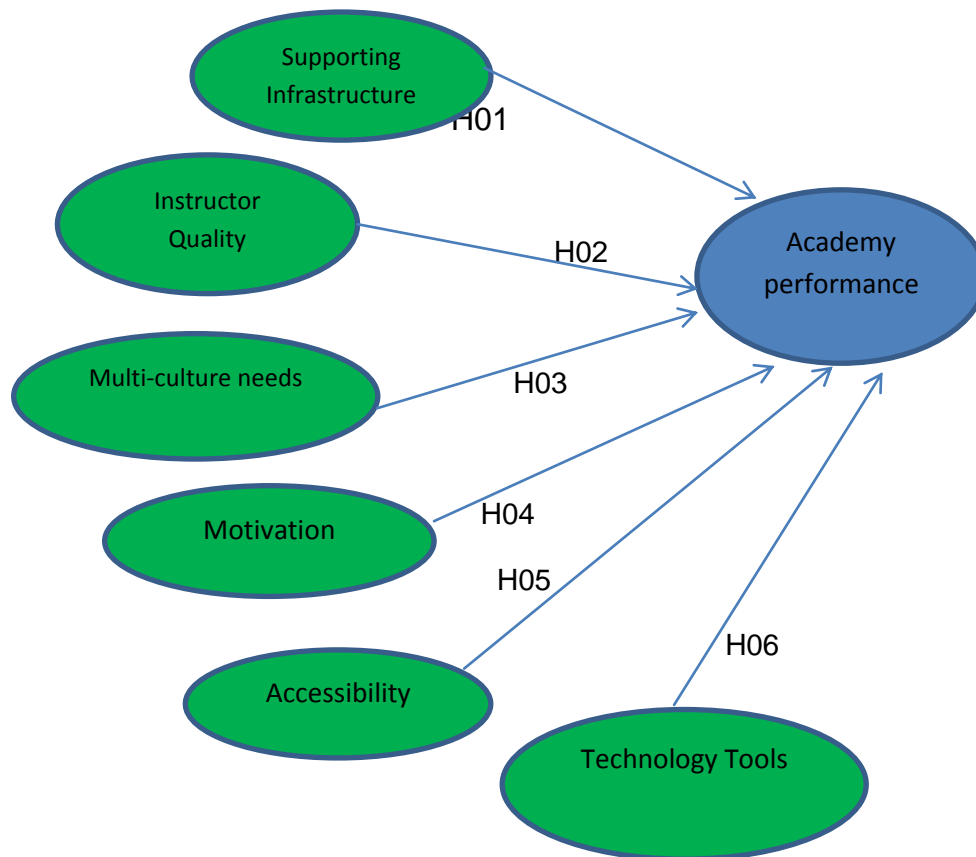 Supporting
Infrastructure
H01
Instructor
Quality
Academy
performance
H02
Multi-culture needs
H03
Motivation
H04
H05
H06
Accessibility
Technology Tools